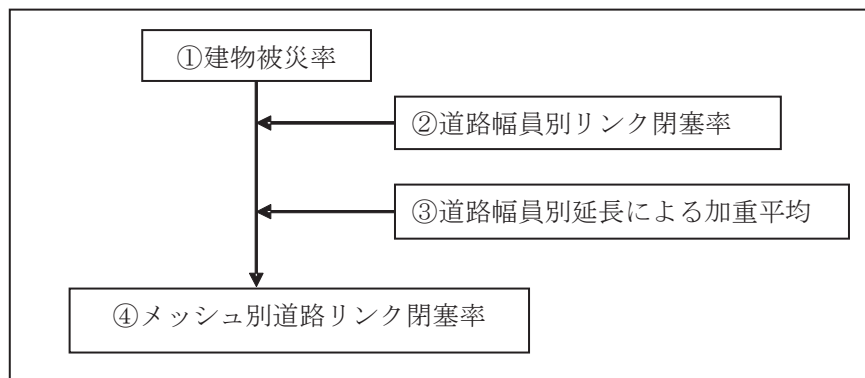 ①建物被災率
②道路幅員別リンク閉塞率
③道路幅員別延長による加重平均
④メッシュ別道路リンク閉塞率